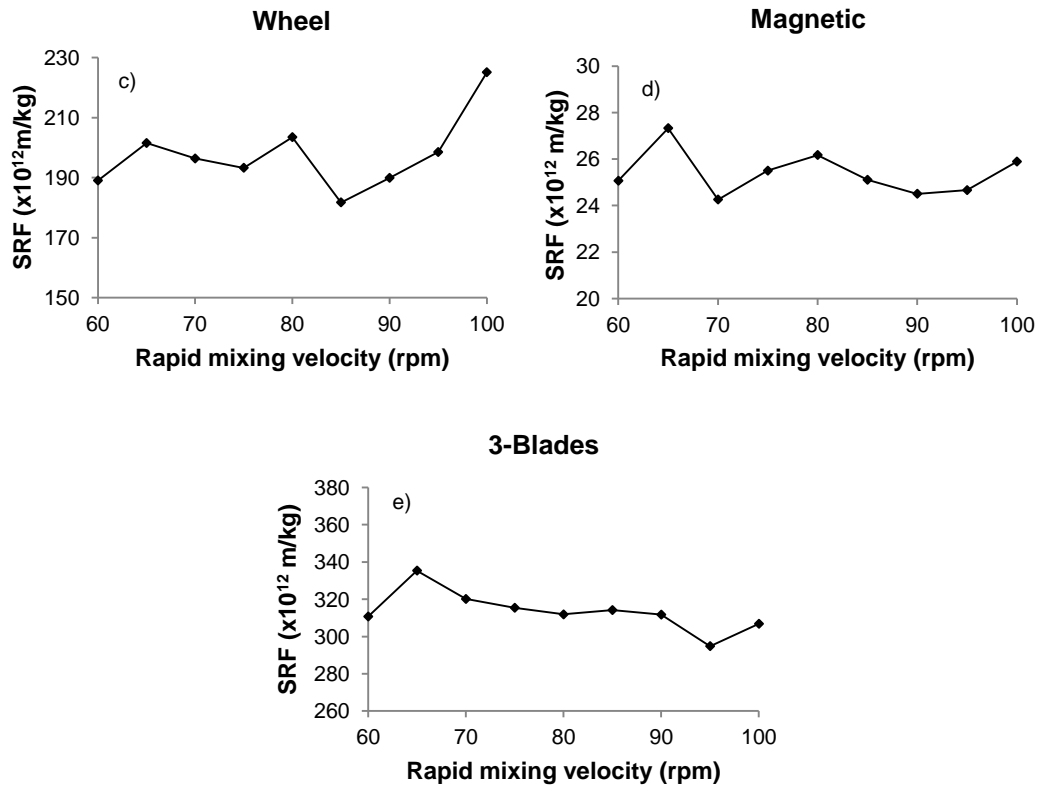 Wheel
c)
SRF (x10¹²m/kg)
230
210
190
170
150
60 70 80 90 100
Rapid mixing velocity (rpm)
Magnetic
d)
SRF (x10¹² m/kg)
30
28
26
24
22
20
60 70 80 90 100
Rapid mixing velocity (rpm)
3-Blades
e)
SRF (x10¹² m/kg)
380
360
340
320
300
280
260
60 70 80 90 100
Rapid mixing velocity (rpm)